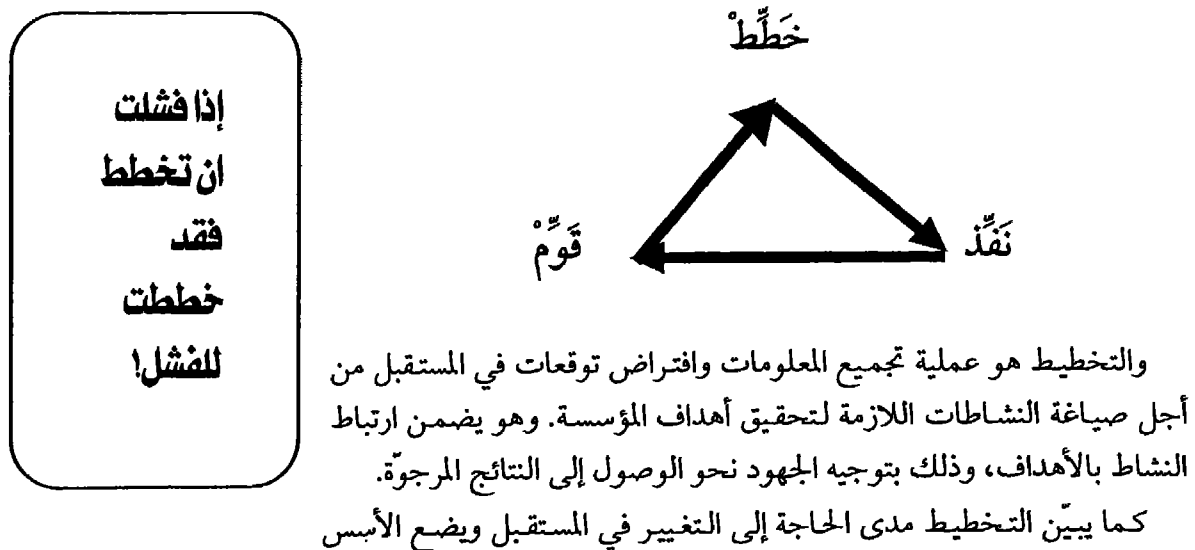 إذا فشلت
ان تخطط
فقد
خططت
للفشل!
خَطِّطْ
نَفِّذ
قَوِّمْ
والتخطيط هو عملية تجميع المعلومات وافتراض توقعات في المستقبل من
أجل صياغة النشاطات اللازمة لتحقيق أهداف المؤسسة. وهو يضمن ارتباط
النشاط بالأهداف، وذلك بتوجيه الجهود نحو الوصول إلى النتائج المرجوّة.
كما يبيّن التخطيط مدى الحاجة إلى التغيير في المستقبل ويضع الأسس